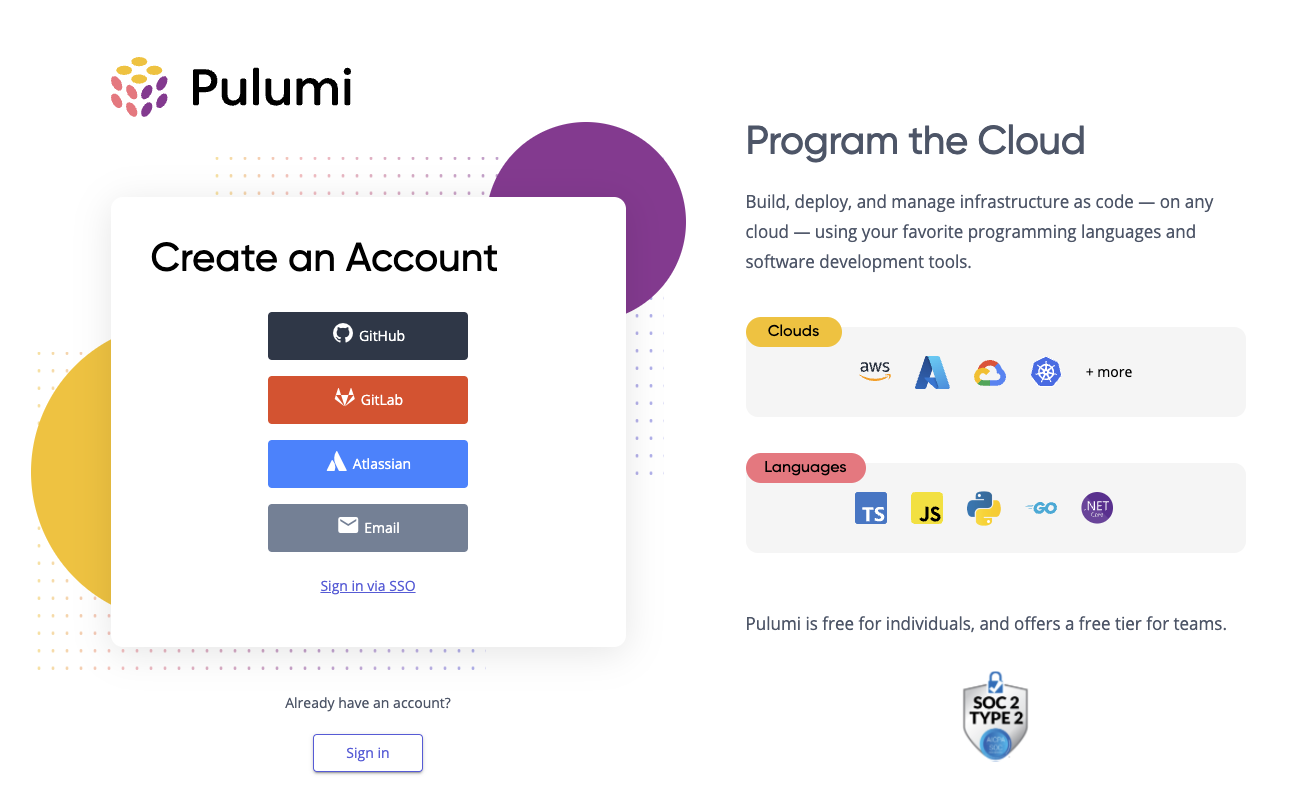 Pulumi
Create an Account
GitHub
GitLab
Atlassian
Email
Sign in via SSO
Already have an account?
Sign in
Program the Cloud
Build, deploy, and manage infrastructure as code — on any
cloud — using your favorite programming languages and
software development tools.
Clouds
aws
+ more
Languages
TS
JS
GO
.NET
Core
Pulumi is free for individuals, and offers a free tier for teams.
SOC 2
TYPE 2